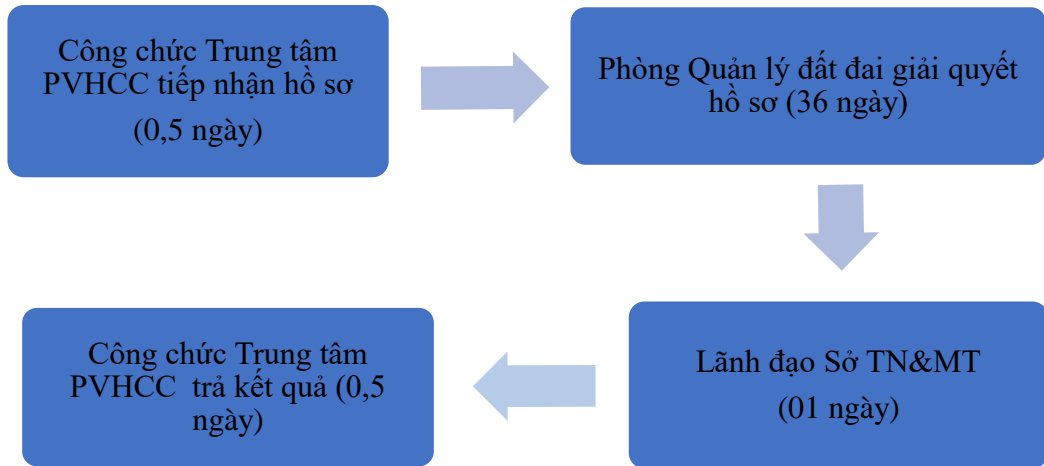 Công chức Trung tâm
PVHCC tiếp nhận hồ sơ
(0,5 ngày)
Phòng Quản lý đất đai giải quyết
hồ sơ (36 ngày)
Lãnh đạo Sở TN&MT
(01 ngày)
Công chức Trung tâm
PVHCC trả kết quả (0,5
ngày)